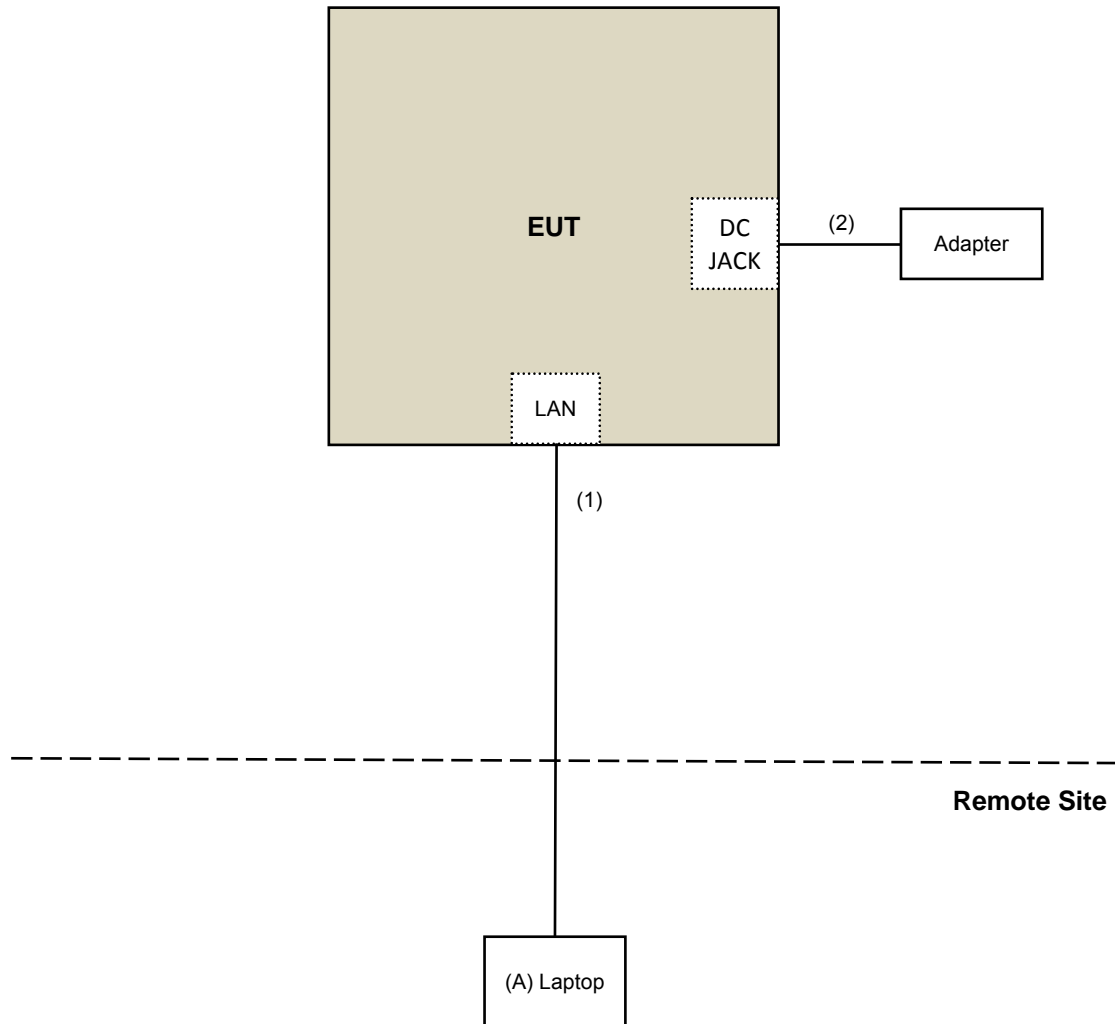 EUT
DC
JACK
(2)
Adapter
LAN
(1)
Remote Site
(A) Laptop